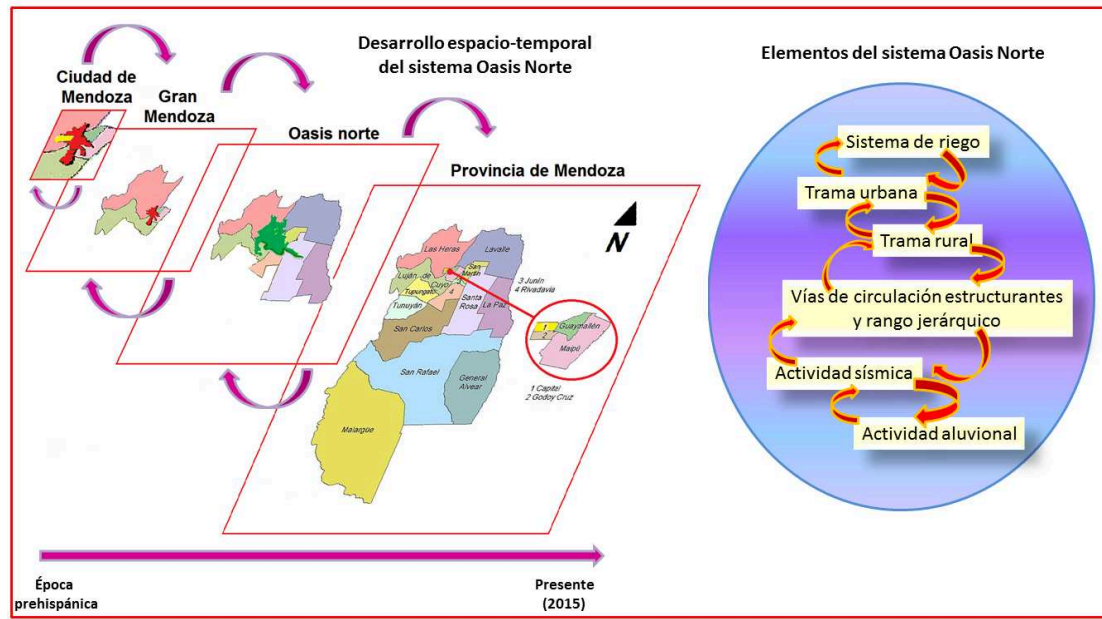 Desarrollo espacio-temporal
del sistema Oasis Norte
Ciudad de
Mendoza
Gran
Mendoza
Oasis norte
Provincia de Mendoza
N
Las Heras
Lavalle
Luján de
Cuyo
San
Martín
Tupungato
4
Santa
Rosa
La Paz
3 Junín
4 Rivadavia
Tunuyán
San Carlos
San Rafael
General
Alvear
Malargüe
1
2
Guaymallén
Maipú
1 Capital
2 Godoy Cruz
Época
prehispánica
Presente
(2015)
Elementos del sistema Oasis Norte
Sistema de riego
Trama urbana
Trama rural
Vías de circulación estructurantes
y rango jerárquico
Actividad sísmica
Actividad aluvional